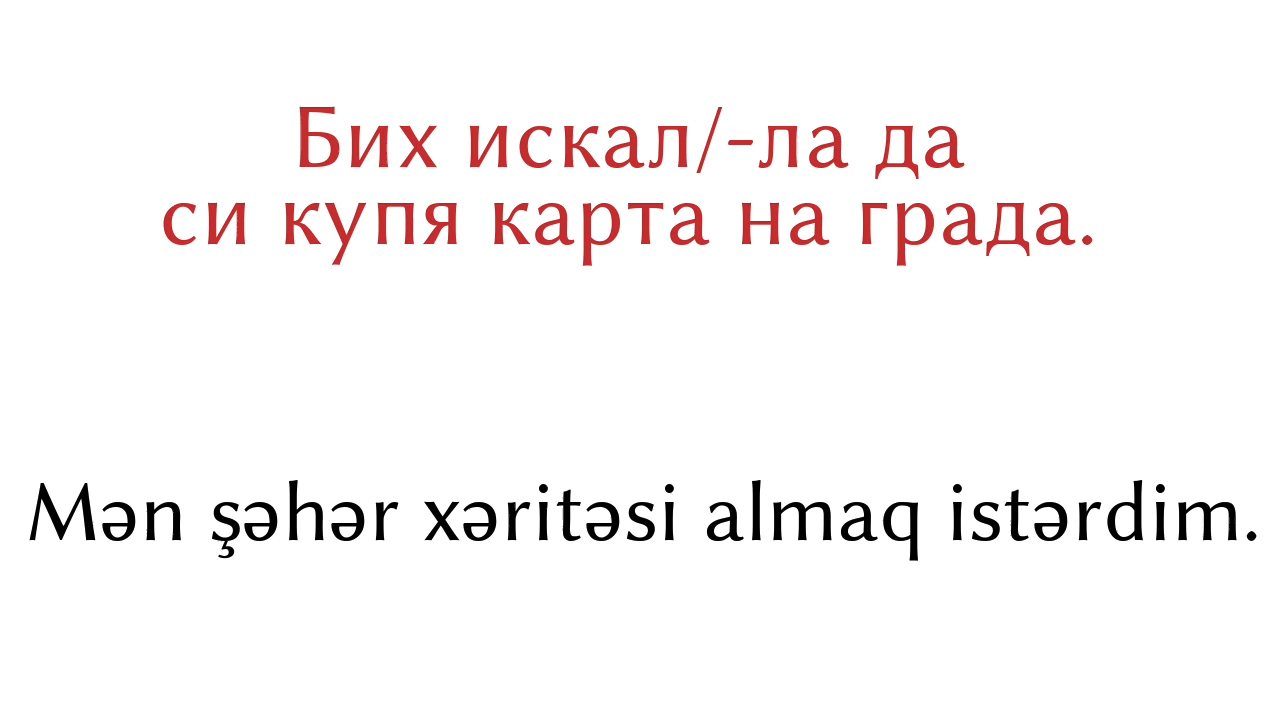 Бих искал/-ла да
си купя карта на града.
Mən şəhər xəritəsi almaq istərdim.